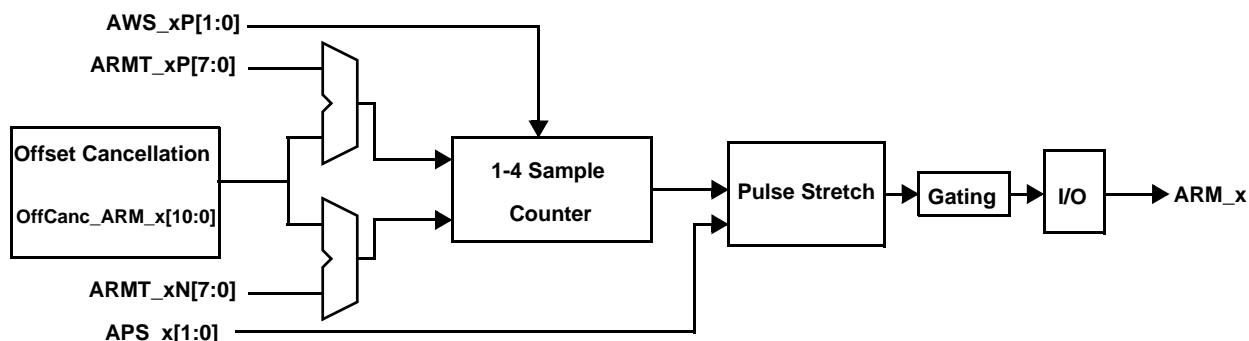 AWS_xP[1:0]
ARMT_xP[7:0]
Offset Cancellation
OffCanc_ARM_x[10:0]
1-4 Sample
Counter
Pulse Stretch
Gating
I/O
ARM_x
ARMT_xN[7:0]
APS_x[1:0]